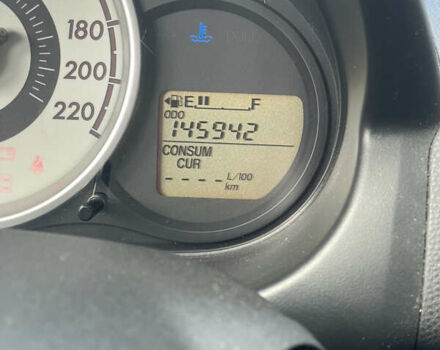 180
200
220
E F
ODO
145942
CONSUM
CUR
---- L/100
km